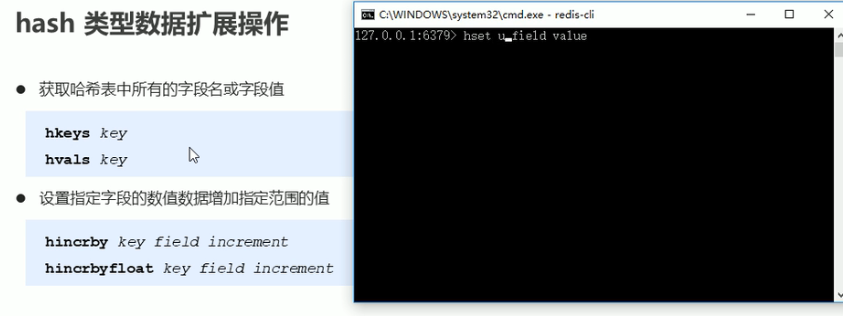 hash 类型数据扩展操作
● 获取哈希表中所有的字段名或字段值
hkeys key
hvals key
● 设置指定字段的数值数据增加指定范围的值
hincrby key field increment
hincrbyfloat key field increment
C:\WINDOWS\system32\cmd.exe - redis-cli
127.0.0.1:6379> hset u field value